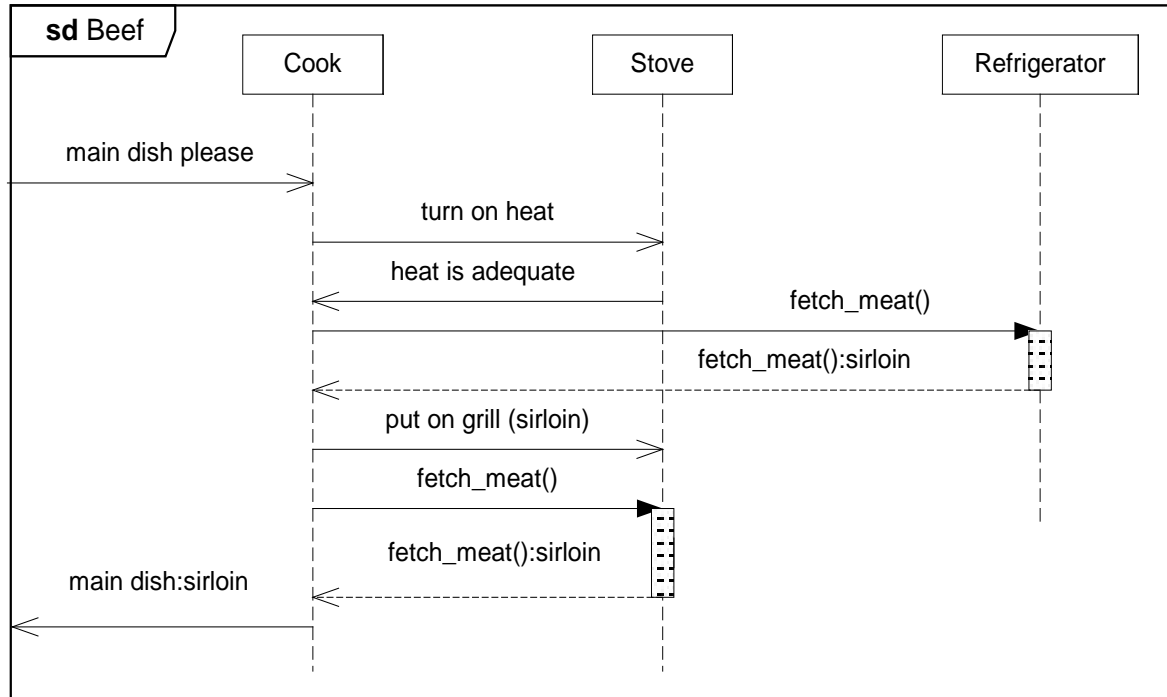 sd Beef
Cook
Stove
Refrigerator
main dish please
turn on heat
heat is adequate
fetch_meat()
fetch_meat():sirloin
put on grill (sirloin)
fetch_meat()
fetch_meat():sirloin
main dish:sirloin